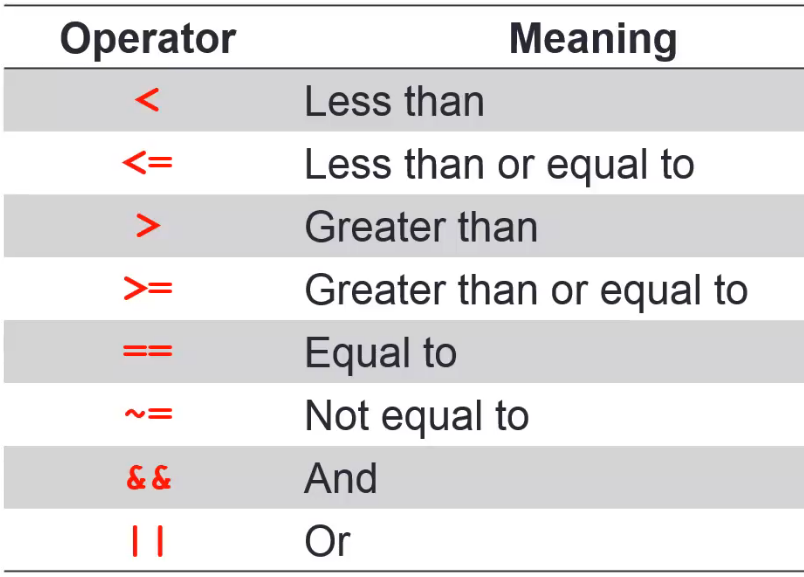 Operator Meaning
< Less than
<= Less than or equal to
> Greater than
>= Greater than or equal to
== Equal to
~= Not equal to
&& And
|| Or